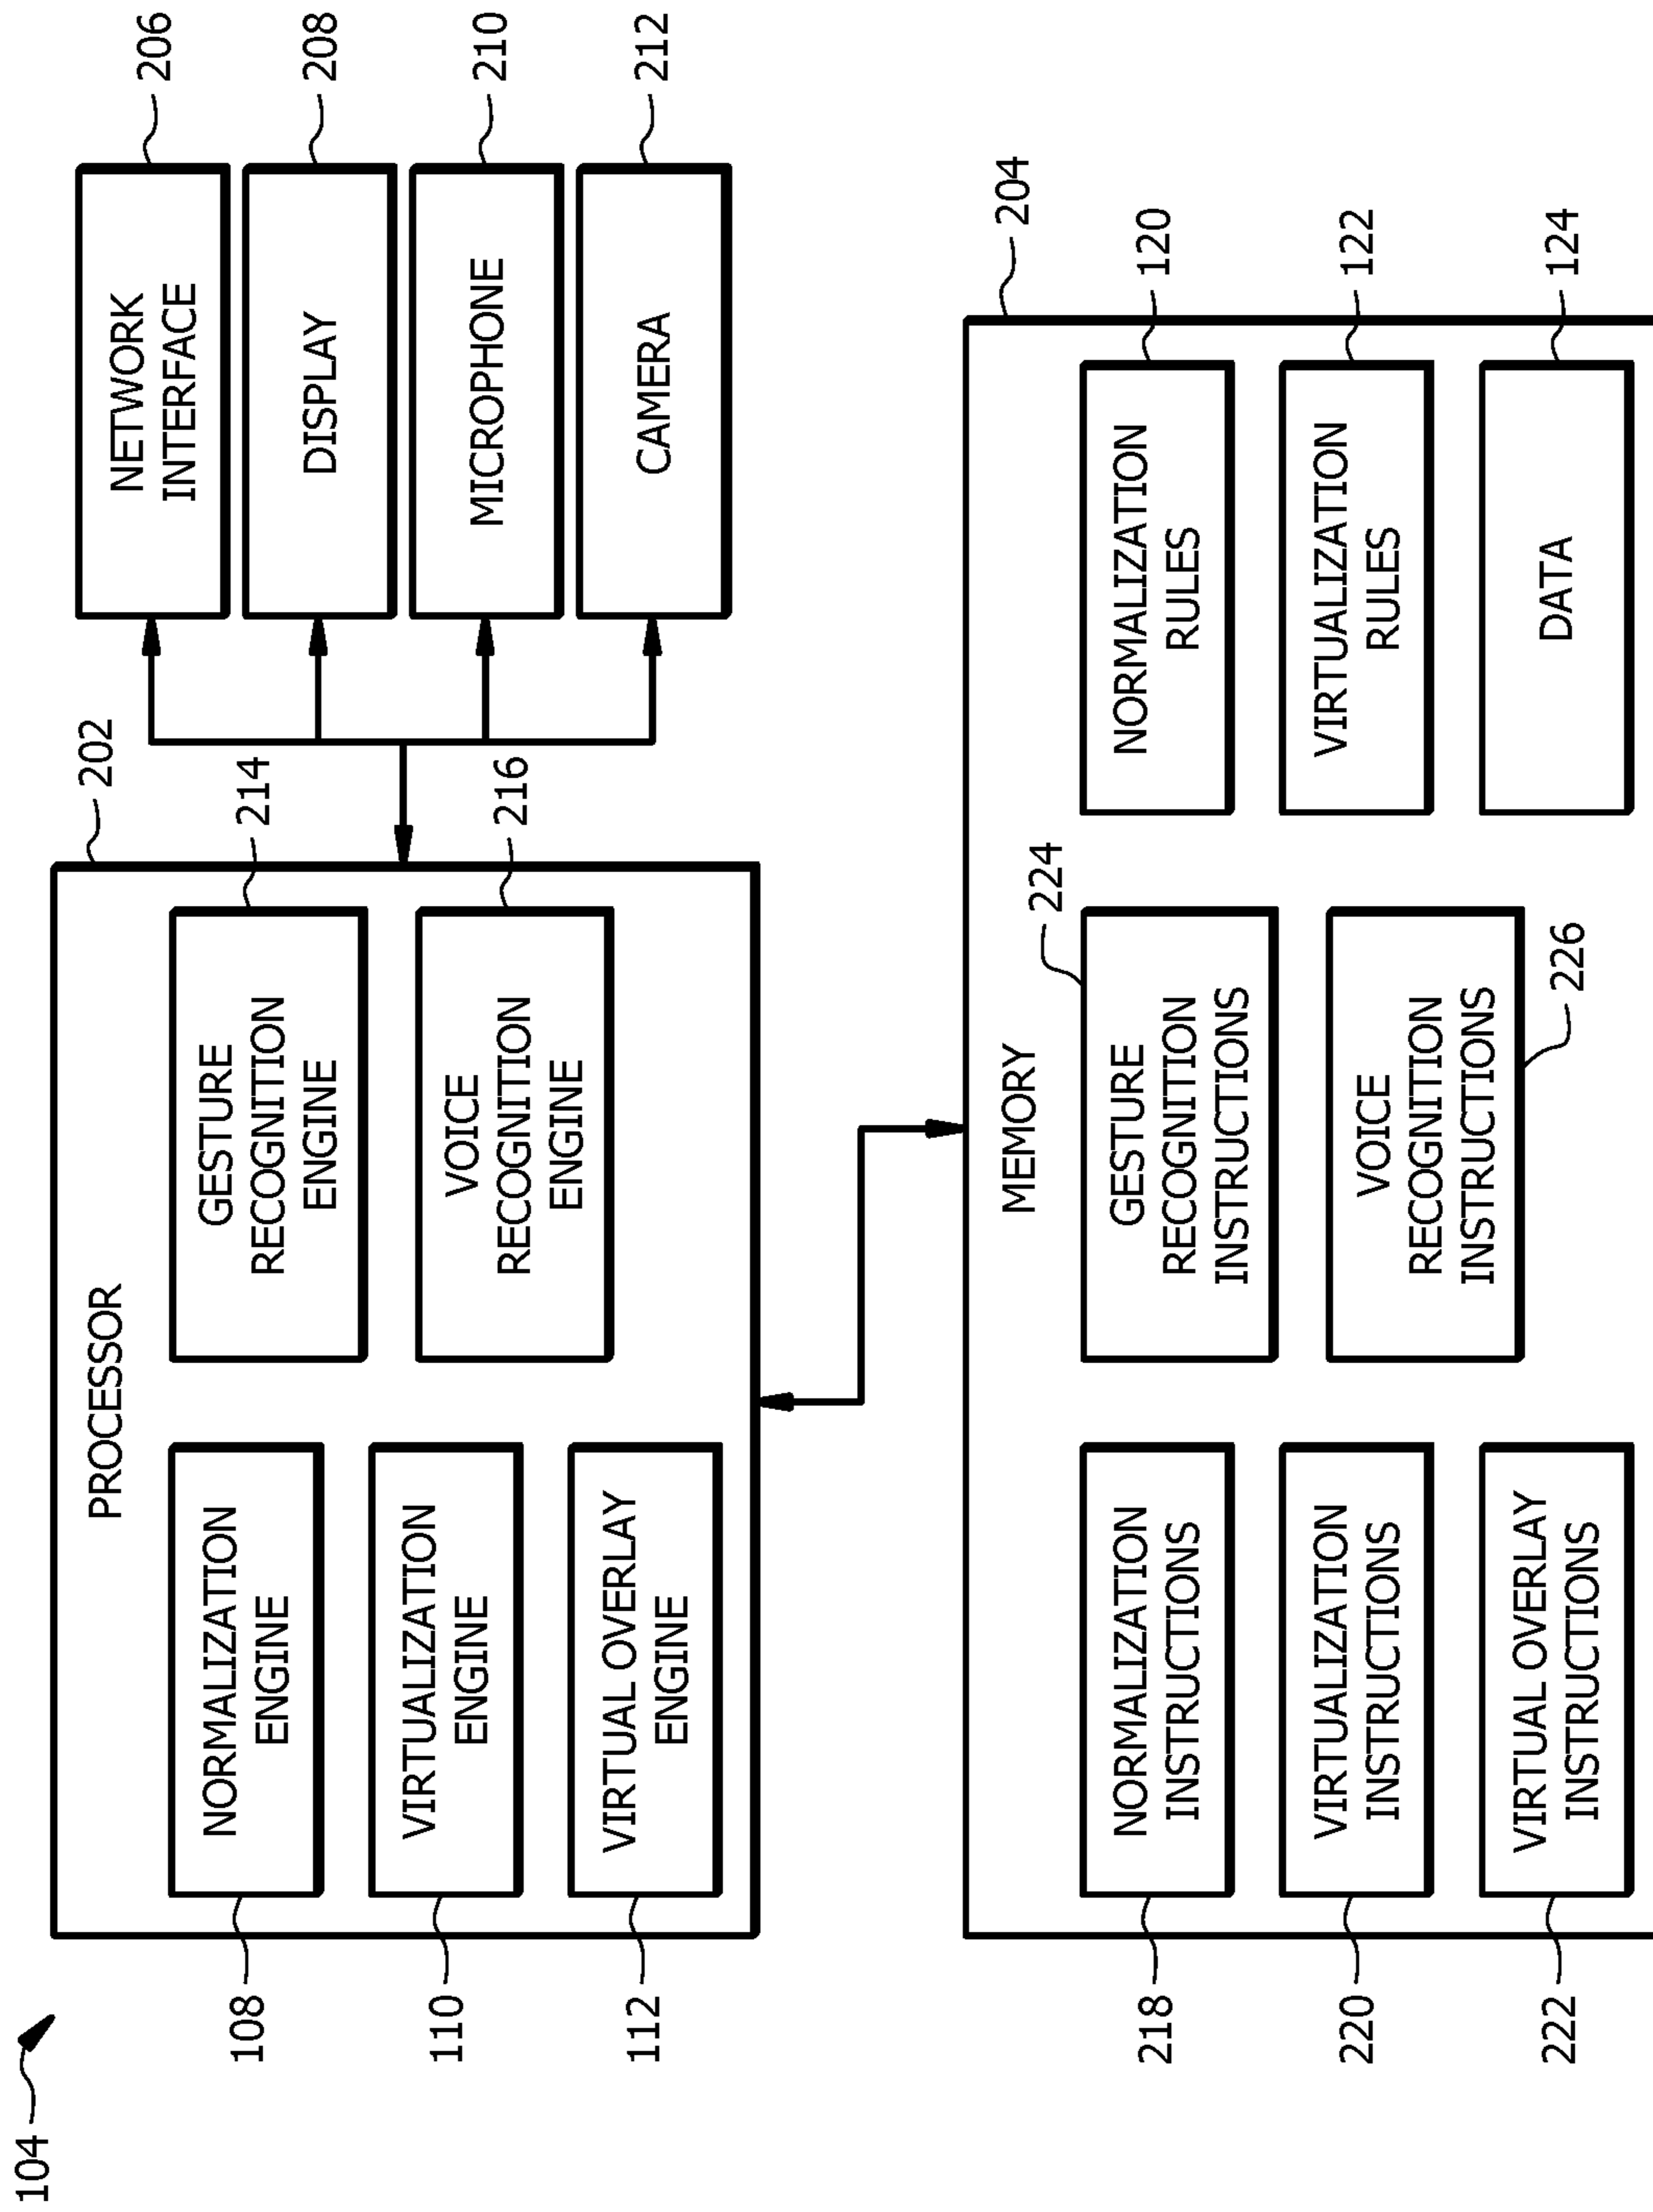 104
PROCESSOR
202
108
NORMALIZATION
ENGINE
110
VIRTUALIZATION
ENGINE
112
VIRTUAL OVERLAY
ENGINE
GESTURE
RECOGNITION
ENGINE
214
VOICE
RECOGNITION
ENGINE
216
NETWORK
INTERFACE
206
DISPLAY
208
MICROPHONE
210
CAMERA
212
MEMORY
204
218
NORMALIZATION
INSTRUCTIONS
220
VIRTUALIZATION
INSTRUCTIONS
222
VIRTUAL OVERLAY
INSTRUCTIONS
GESTURE
RECOGNITION
INSTRUCTIONS
224
VOICE
RECOGNITION
INSTRUCTIONS
226
NORMALIZATION
RULES
120
VIRTUALIZATION
RULES
122
DATA
124